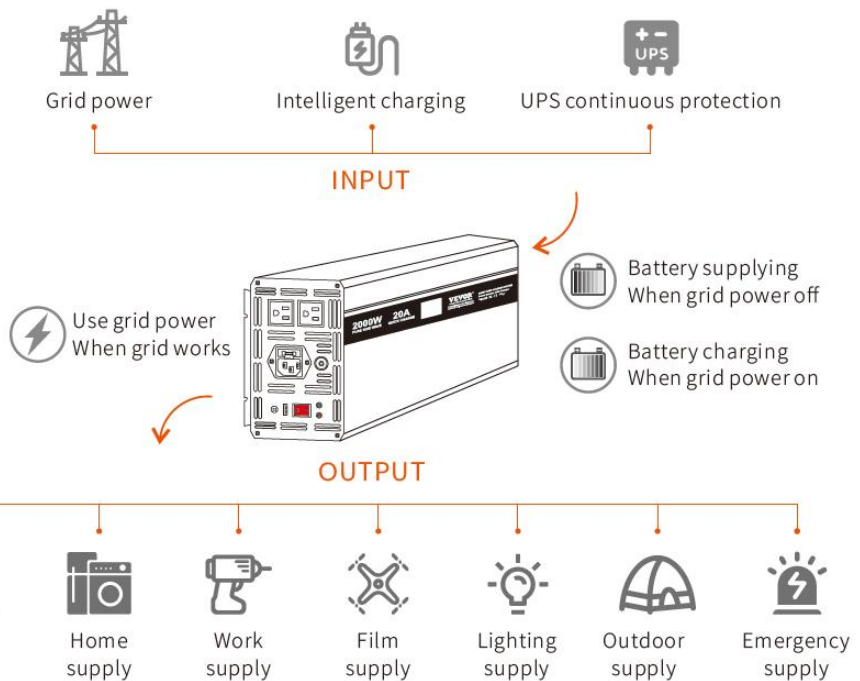 UPS
Grid power
Intelligent charging
UPS continuous protection
INPUT
Battery supplying
When grid power off
Use grid power
When grid works
2000W
20A
VEVOR
Battery charging
When grid power on
OUTPUT
Home
supply
Work
supply
Film
supply
Lighting
supply
Outdoor
supply
Emergency
supply